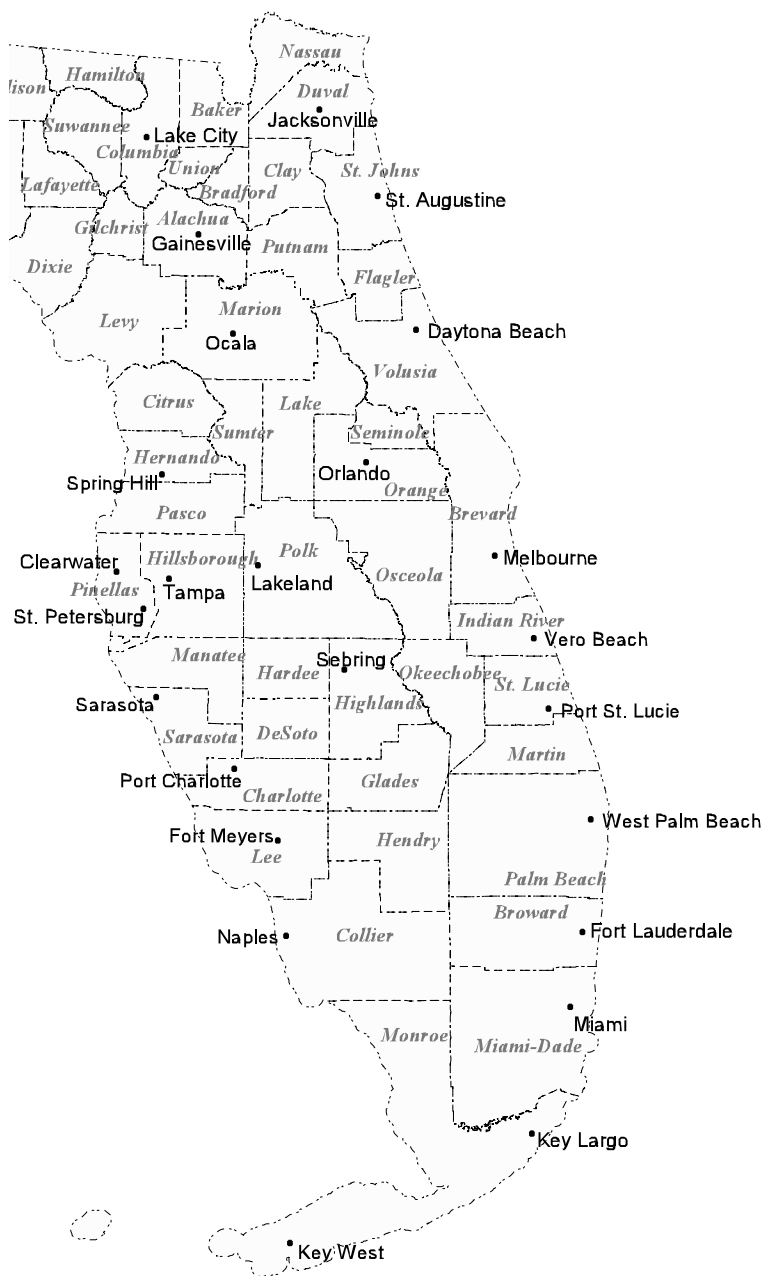 Nassau
Hamilton
dison
Duval
Baker
Jacksonville
Suwannee
Lake City
Columbia
Union
Clay
St. Johns
Lafayette
Bradford
St. Augustine
Gilchrist
Alachua
Gainesville
Putnam
Dixie
Flagler
Marion
Levy
Daytona Beach
Ocala
Volusia
Citrus
Lake
Sumter
Seminole
Hernando
Orlando
Spring Hill
Orange
Pasco
Brevard
Polk
Hillsborough
Melbourne
Clearwater
Osceola
Lakeland
Pinellas
Tampa
St. Petersburg
Indian River
Vero Beach
Manatee
Sebring
Hardee
Okeechobee
St. Lucie
Sarasota
Highlands
Port St. Lucie
Sarasota
DeSoto
Martin
Port Charlotte
Glades
Charlotte
West Palm Beach
Fort Meyers
Hendry
Lee
Palm Beach
Broward
Naples
Collier
Fort Lauderdale
Miami
Monroe
Miami-Dade
Key Largo
Key West